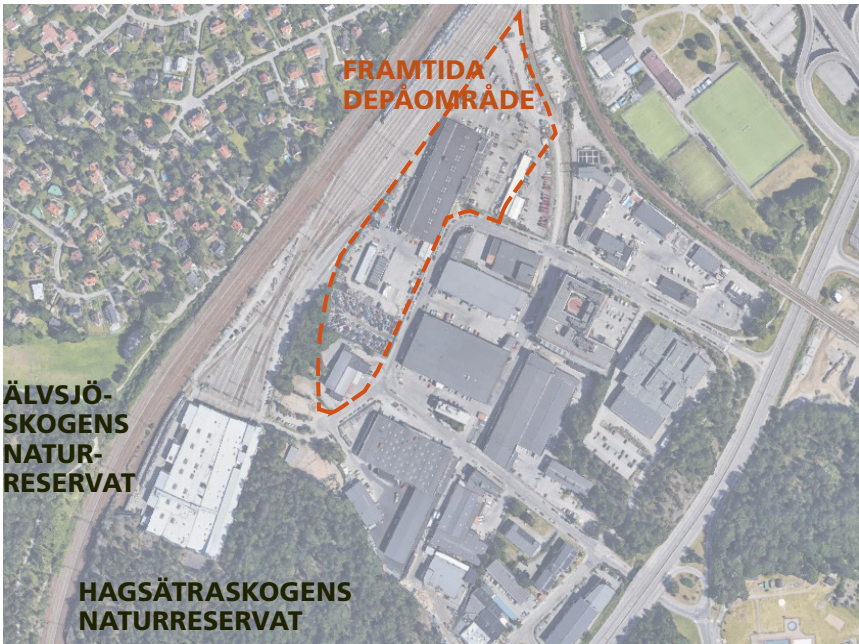 FRAMTIDA
DEPÅOMRÅDE
ÄLVSJÖ-
SKOGENS
NATUR-
RESERVAT
HAGSÄTRASKOGENS
NATURRESERVAT